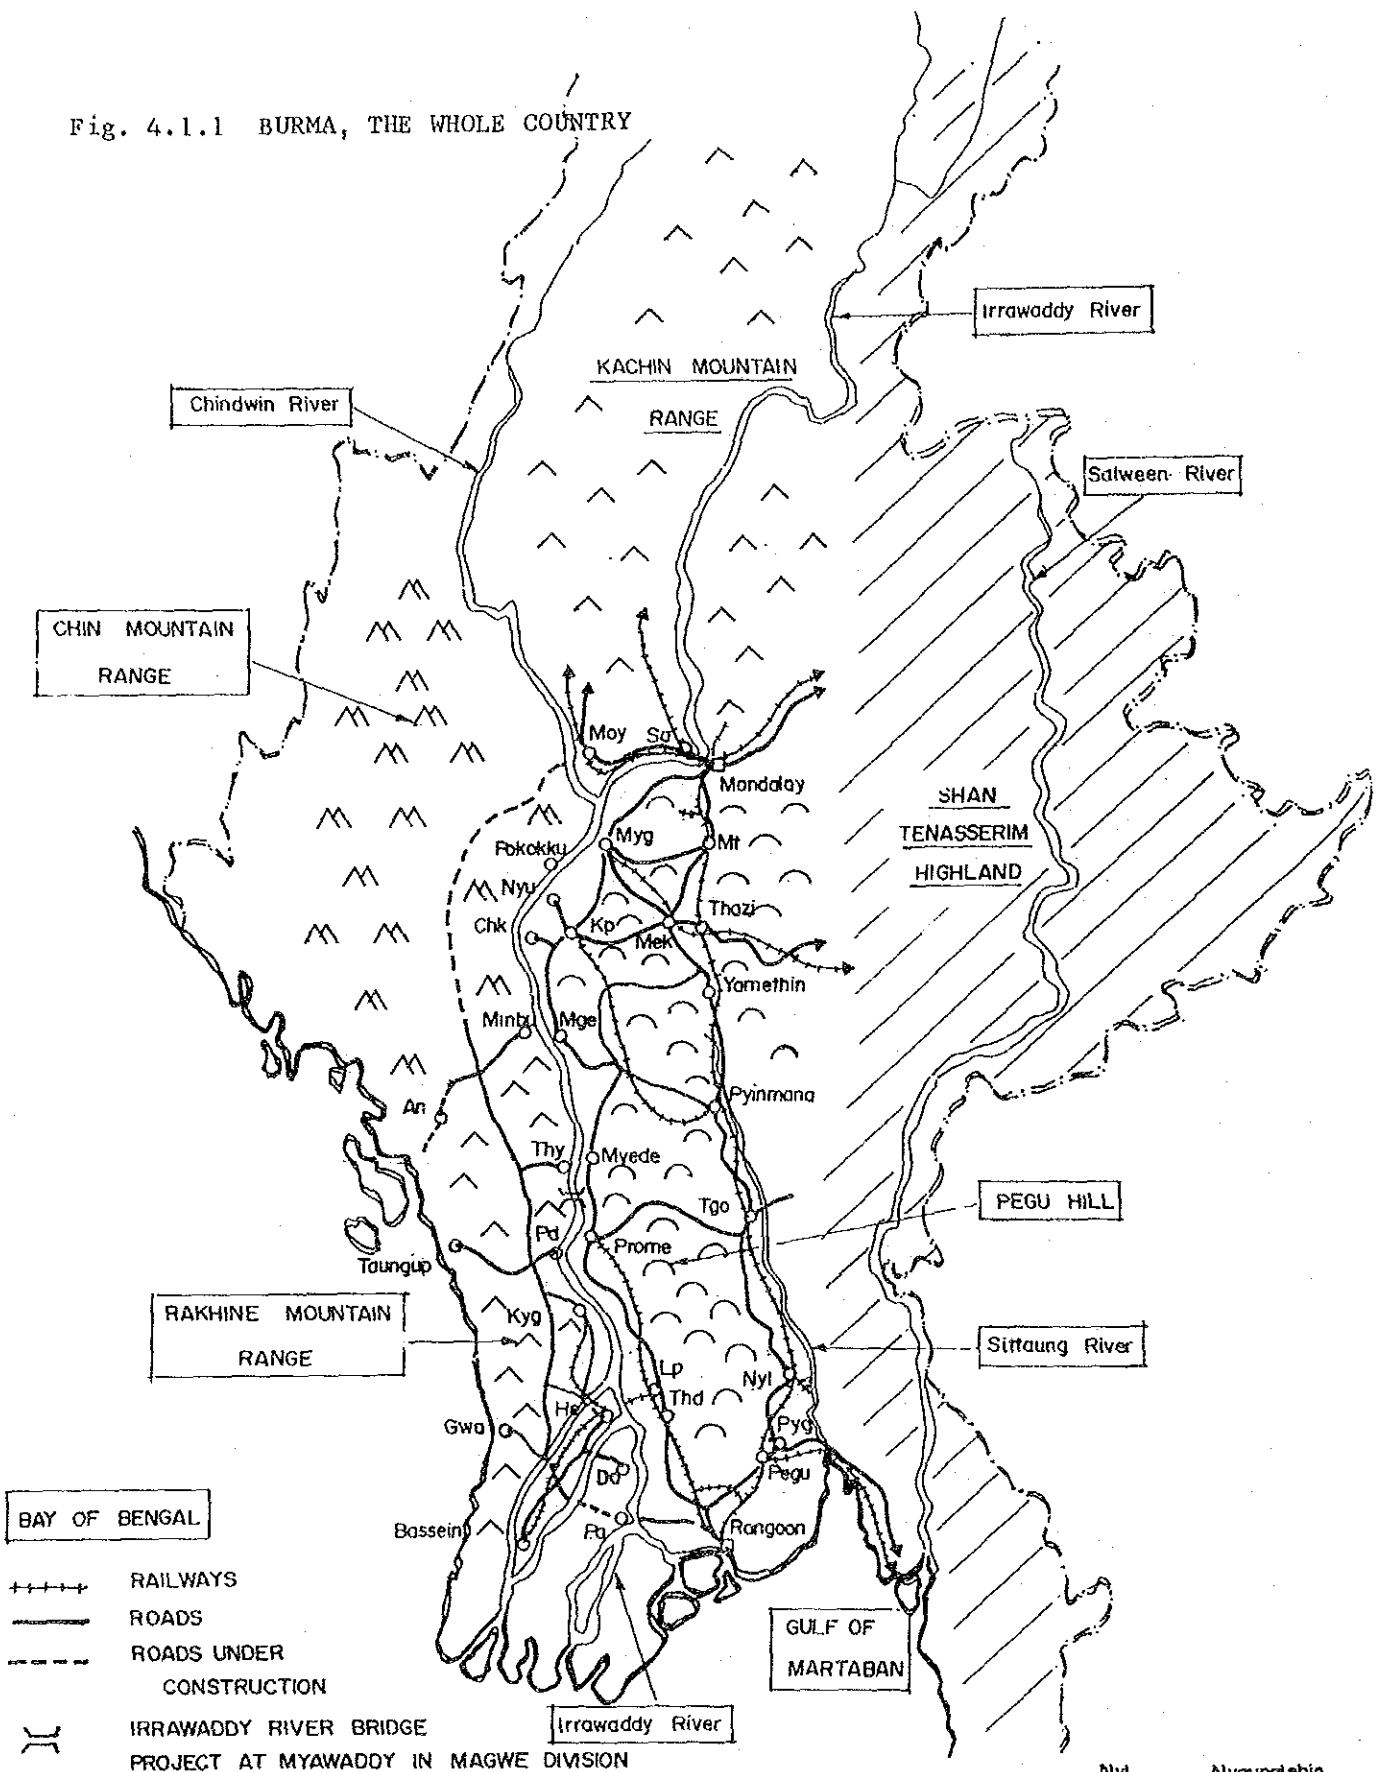 Fig. 4.1.1 BURMA, THE WHOLE COUNTRY
Irrawaddy River
KACHIN MOUNTAIN
RANGE
Chindwin River
Salween River
CHIN MOUNTAIN
RANGE
Moy
Sa
Mandalay
SHAN
TENASSERIM
HIGHLAND
Pokokku
Myg
Mt
Nyu
Chk
Kp
Mek
Thazi
Yamethin
Minbu
Mge
An
Pyinmana
Thy
Myede
Tgo
PEGU HILL
Pd
Prome
Taungup
RAKHINE MOUNTAIN
RANGE
Kyg
Sittaung River
Lp
Thd
Nyl
He
Gwa
Pyg
Pegu
Da
BAY OF BENGAL
Bassein
Pa
Rangoon
RAILWAYS
ROADS
ROADS UNDER
CONSTRUCTION
GULF OF
MARTABAN
IRRAWADDY RIVER BRIDGE
PROJECT AT MYAWADDY IN MAGWE DIVISION
Irrawaddy River